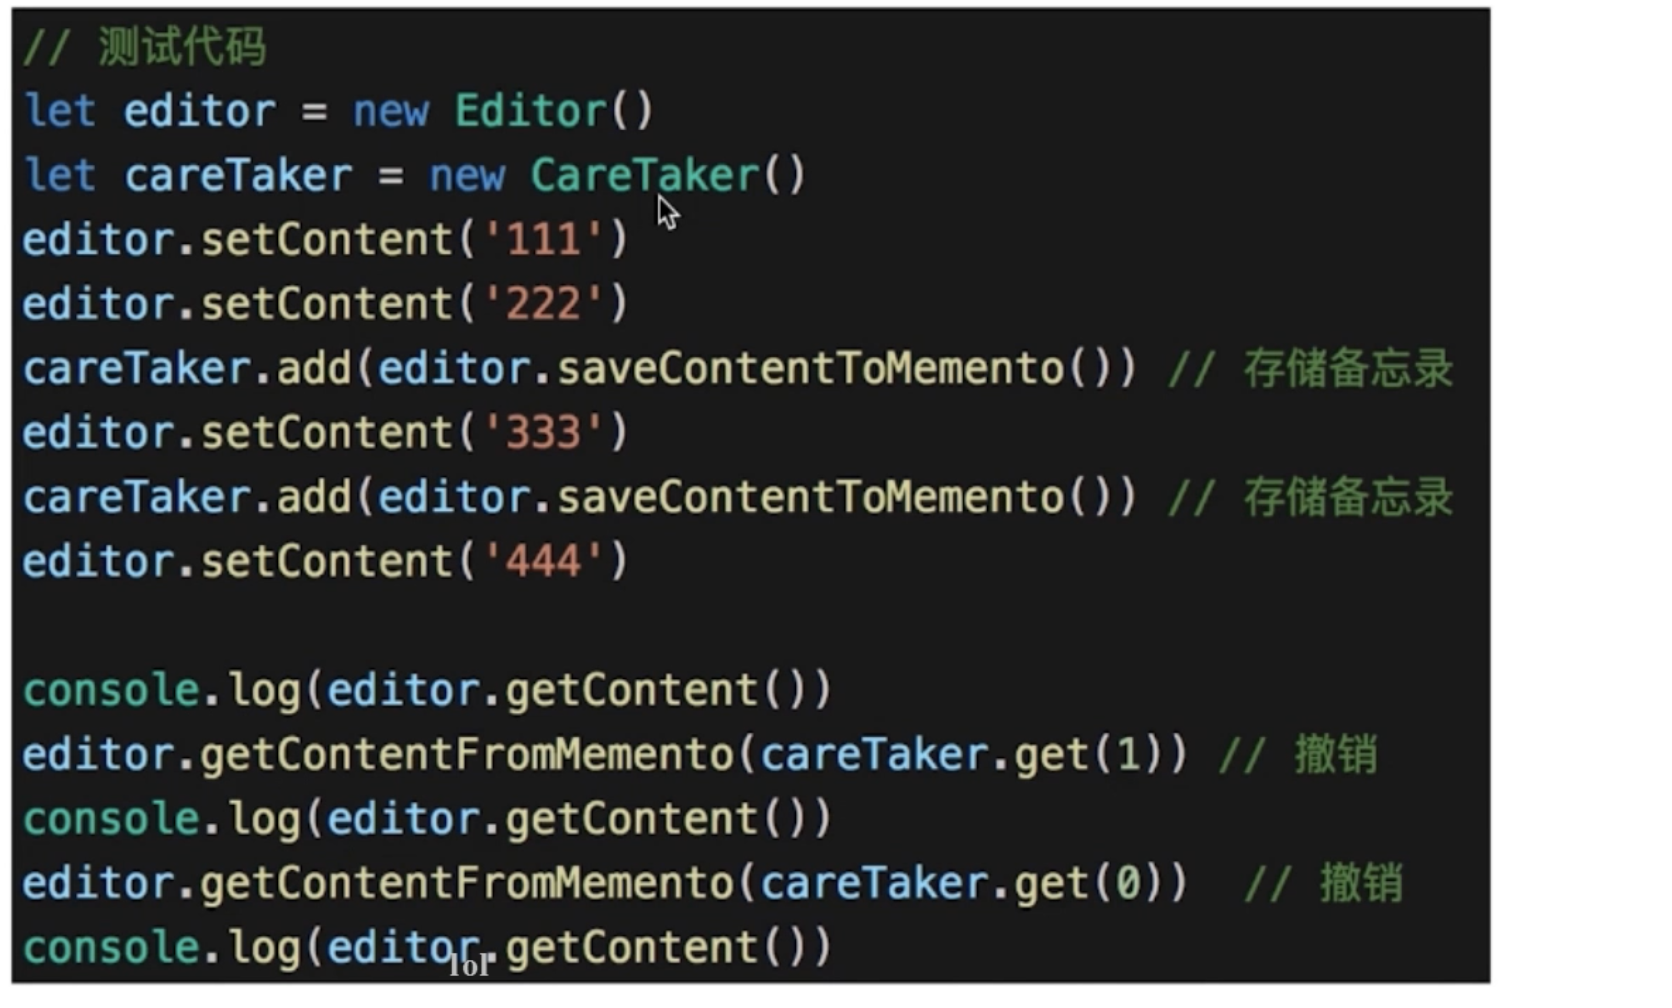 // 测试代码
let editor = new Editor()
let careTaker = new CareTaker()
editor.setContent('111')
editor.setContent('222')
careTaker.add(editor.saveContentToMemento()) // 存储备忘录
editor.setContent('333')
careTaker.add(editor.saveContentToMemento()) // 存储备忘录
editor.setContent('444')
console.log(editor.getContent())
editor.getContentFromMemento(careTaker.get(1)) // 撤销
console.log(editor.getContent())
editor.getContentFromMemento(careTaker.get(0))  // 撤销
console.log(editor.getContent())
lol